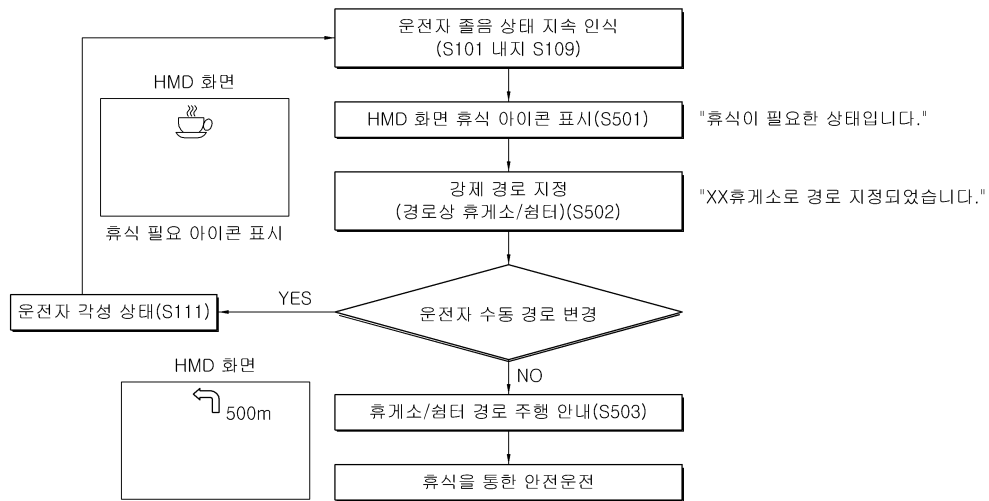 운전자 졸음 상태 지속 인식
(S101 내지 S109)
HMD 화면
휴식 필요 아이콘 표시
HMD 화면 휴식 아이콘 표시(S501)
"휴식이 필요한 상태입니다."
강제 경로 지정
(경로상 휴게소/쉼터)(S502)
"XX휴게소로 경로 지정되었습니다."
운전자 수동 경로 변경
YES
운전자 각성 상태(S111)
NO
HMD 화면
500m
휴게소/쉼터 경로 주행 안내(S503)
휴식을 통한 안전운전